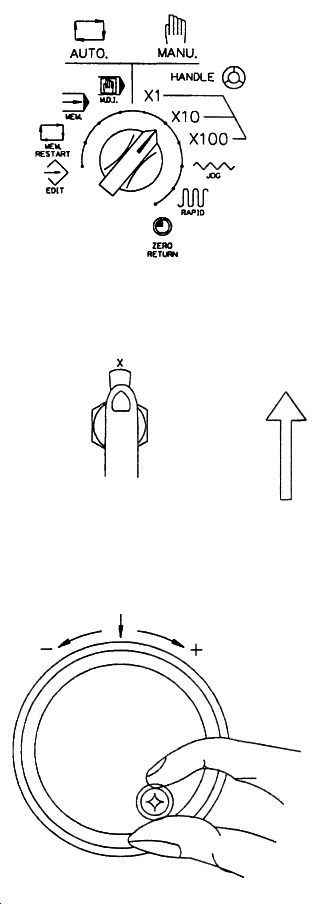 AUTO. MANU.
HANDLE
M.D.I.
X1
MEM.
X10
X100
MEM.
RESTART
JOG
EDIT
RAPID
ZERO
RETURN
X
- +